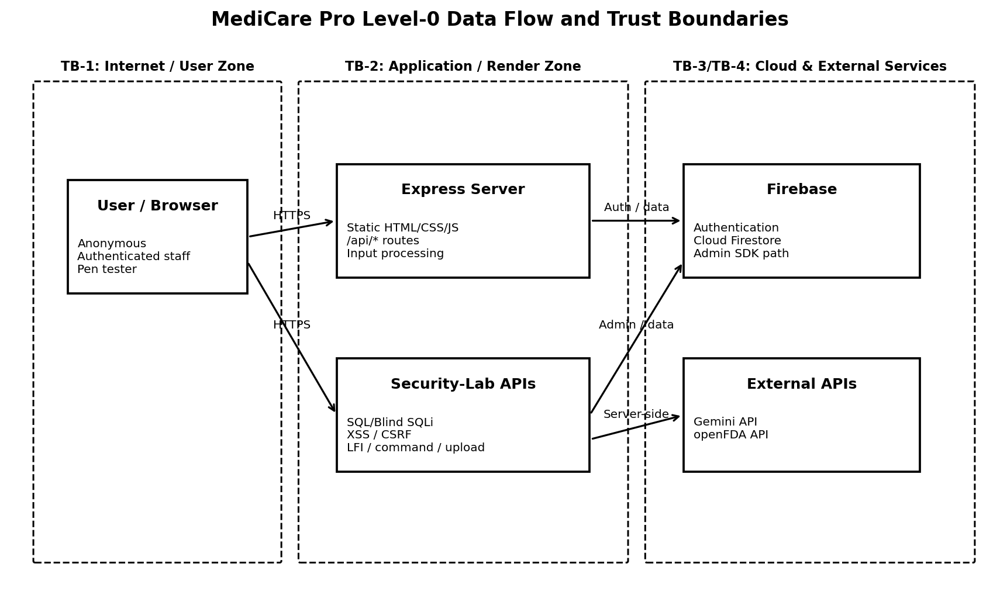 MediCare Pro Level-0 Data Flow and Trust Boundaries
TB-1: Internet / User Zone
TB-2: Application / Render Zone
TB-3/TB-4: Cloud & External Services
User / Browser
Anonymous
Authenticated staff
Pen tester
HTTPS
HTTPS
Express Server
Static HTML/CSS/JS
/api/* routes
Input processing
Security-Lab APIs
SQL/Blind SQLi
XSS / CSRF
LFI / command / upload
Auth / data
Admin / data
Server-side
Firebase
Authentication
Cloud Firestore
Admin SDK path
External APIs
Gemini API
openFDA API